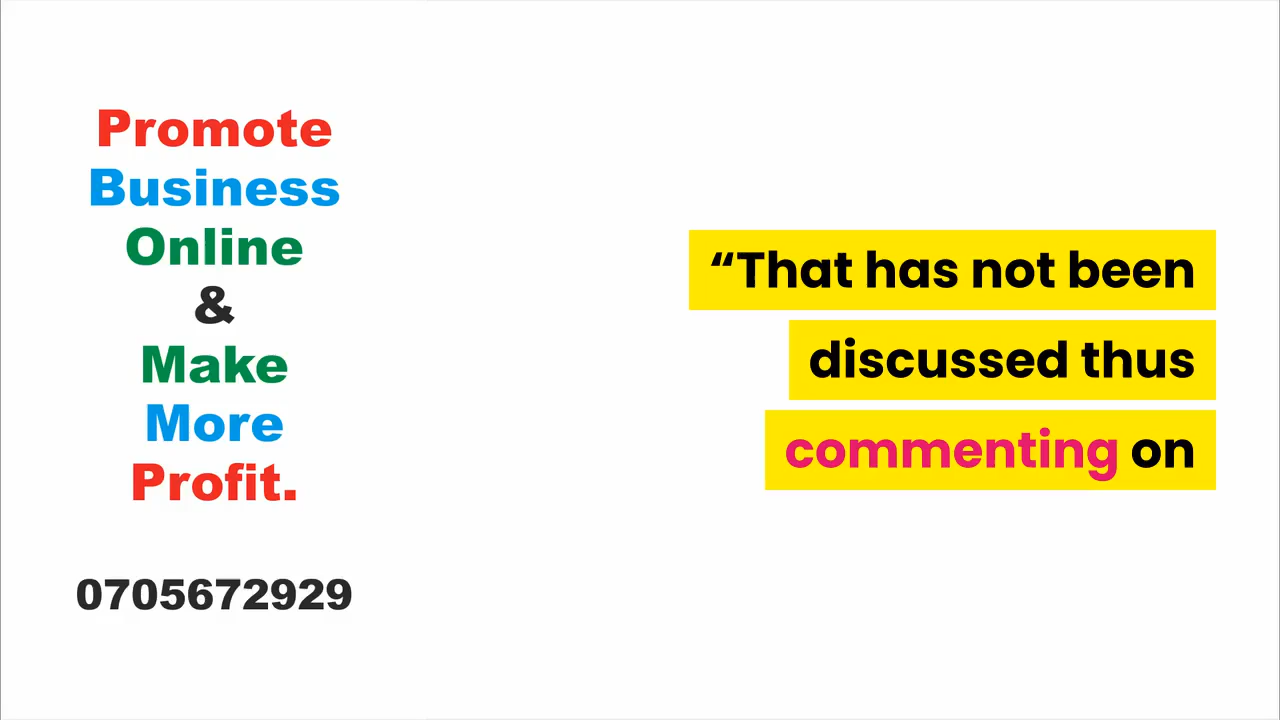 Promote
Business
Online
&
Make
More
Profit.
0705672929
“That has not been
discussed thus
commenting on